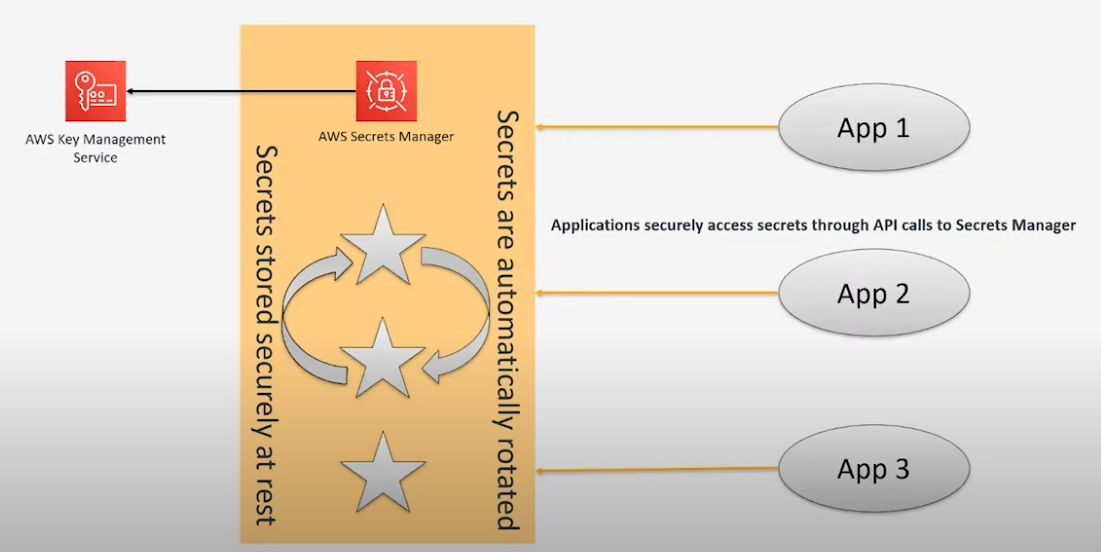 AWS Key Management
Service
AWS Secrets Manager
Secrets stored securely at rest
Secrets are automatically rotated
App 1
Applications securely access secrets through API calls to Secrets Manager
App 2
App 3